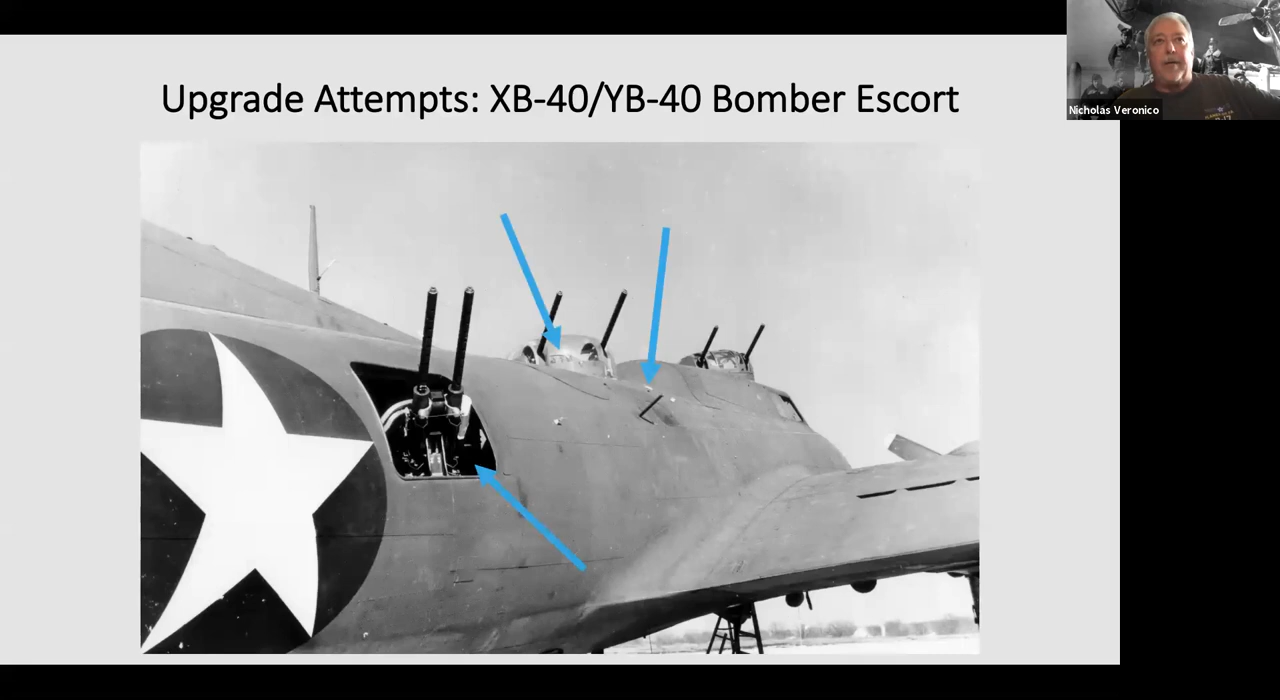 Upgrade Attempts: XB-40/YB-40 Bomber Escort
Nicholas Veronico